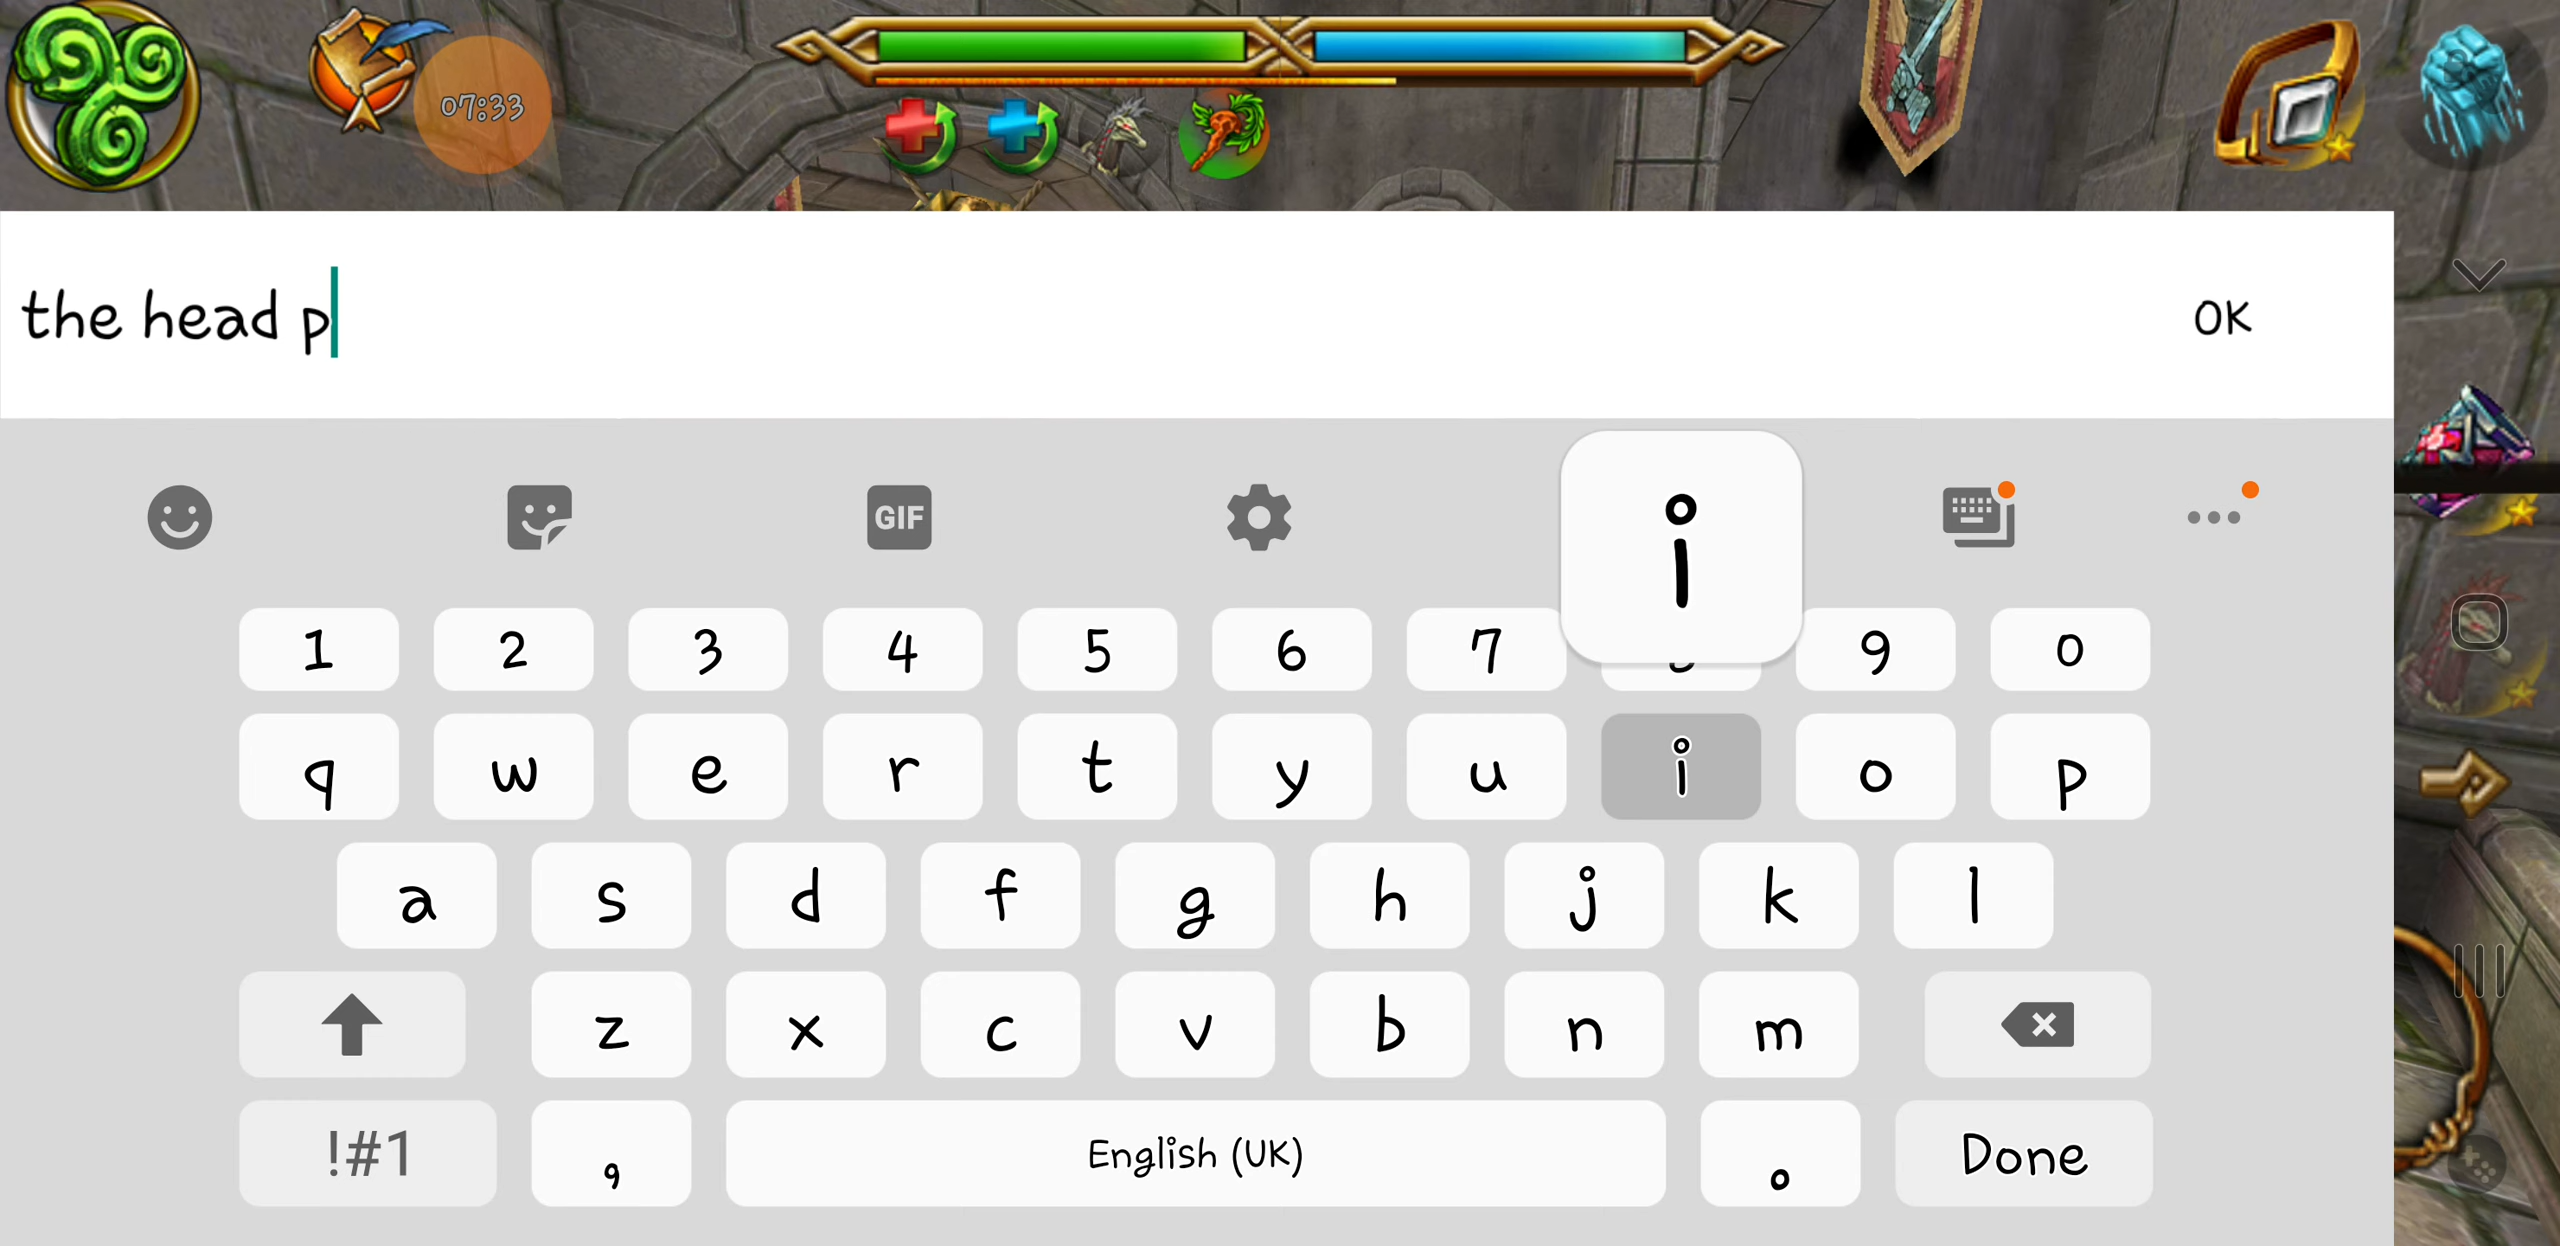 07:33
the head p
OK
GIF
i
1 2 3 4 5 6 7 9 0
q w e r t y u i o p
a s d f g h j k l
z x c v b n m
!#1 , English (UK) . Done